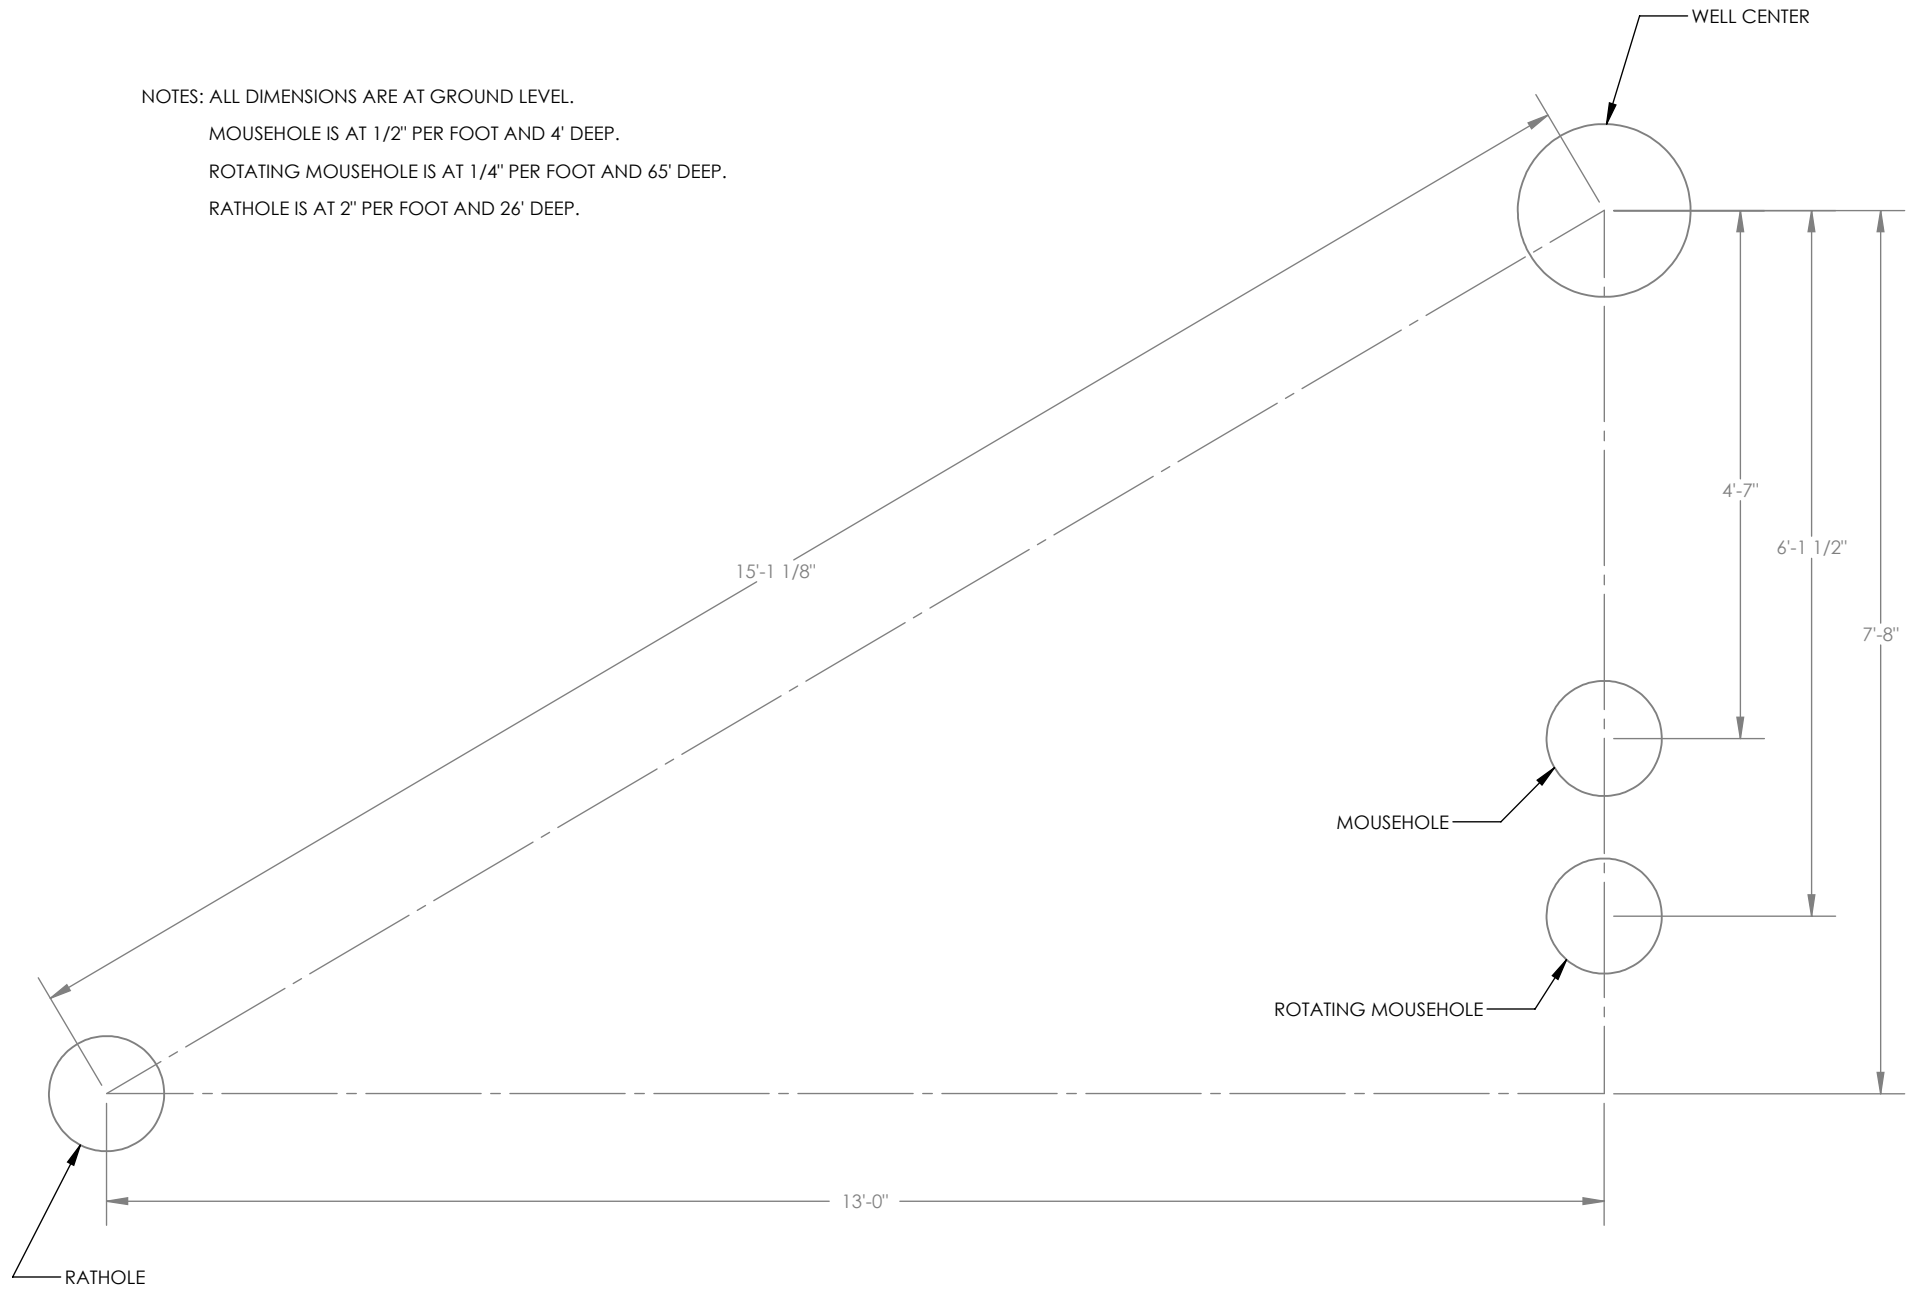 WELL CENTER
NOTES: ALL DIMENSIONS ARE AT GROUND LEVEL.
MOUSEHOLE IS AT 1/2" PER FOOT AND 4' DEEP.
ROTATING MOUSEHOLE IS AT 1/4" PER FOOT AND 65' DEEP.
RATHOLE IS AT 2" PER FOOT AND 26' DEEP.
4'-7"
6'-1 1/2"
15'-1 1/8"
7'-8"
MOUSEHOLE
ROTATING MOUSEHOLE
13'-0"
RATHOLE